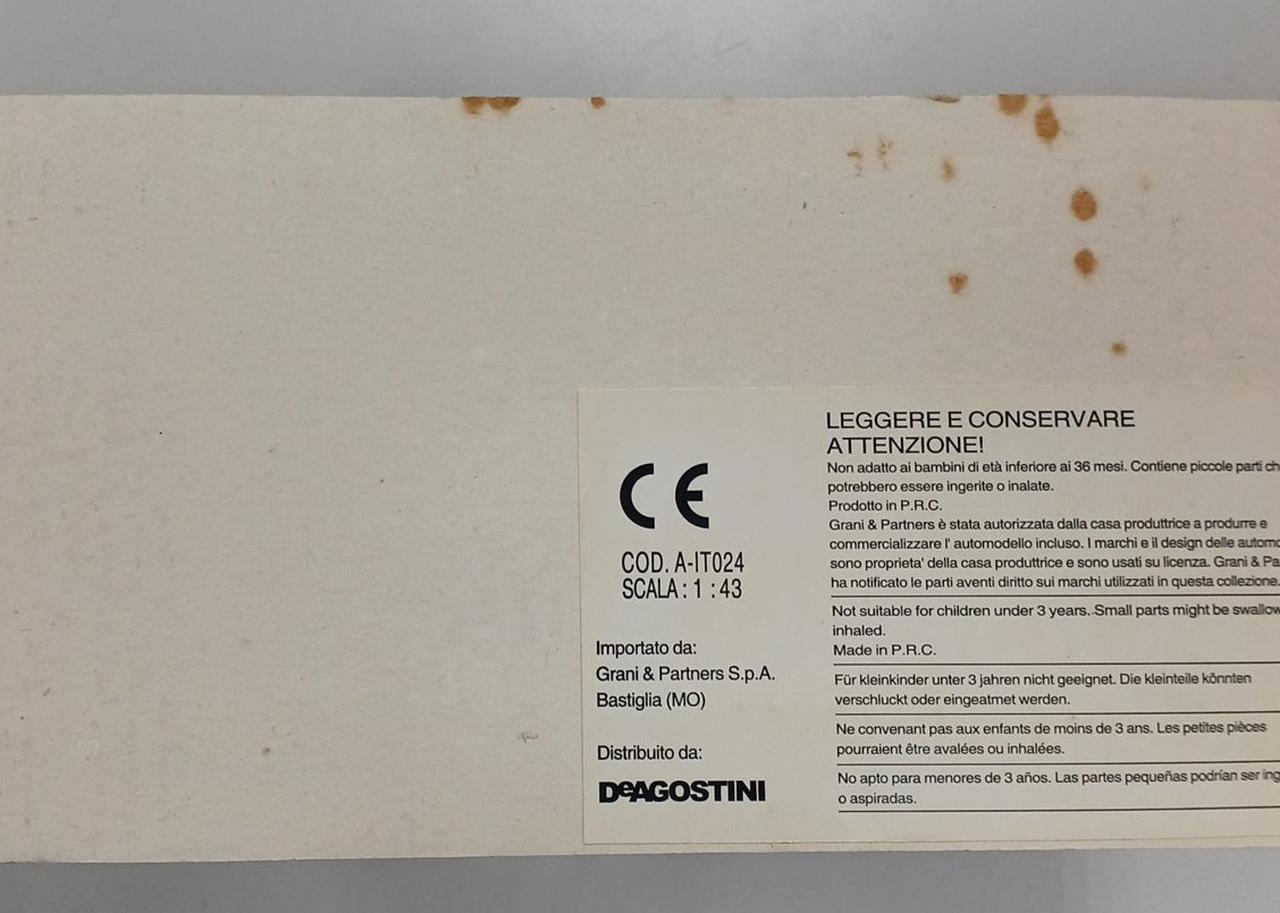 CE
COD. A-IT024
SCALA : 1 : 43
Importato da:
Grani & Partners S.p.A.
Bastiglia (MO)
Distribuito da:
DeAGOSTINI
LEGGERE E CONSERVARE
ATTENZIONE!
Non adatto ai bambini di età inferiore ai 36 mesi. Contiene piccole parti ch
potrebbero essere ingerite o inalate.
Prodotto in P.R.C.
Grani & Partners è stata autorizzata dalla casa produttrice a produrre e
commercializzare l' automodello incluso. I marchi e il design delle automo
sono proprieta' della casa produttrice e sono usati su licenza. Grani & Pa
ha notificato le parti aventi diritto sui marchi utilizzati in questa collezione.
Not suitable for children under 3 years. Small parts might be swallow
inhaled.
Made in P.R.C.
Für kleinkinder unter 3 jahren nicht geeignet. Die kleinteile könnten
verschluckt oder eingeatmet werden.
Ne convenant pas aux enfants de moins de 3 ans. Les petites pièces
pourraient être avalées ou inhalées.
No apto para menores de 3 años. Las partes pequeñas podrían ser ing
o aspiradas.